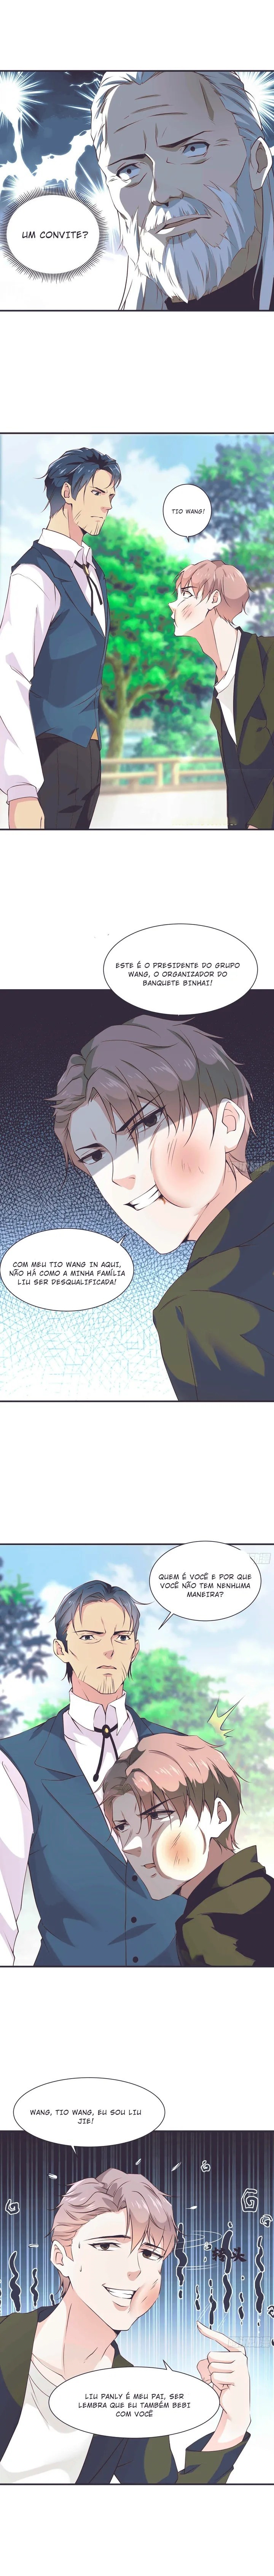 UM CONVITE?
TIO WANG!
ESTE É O PRESIDENTE DO GRUPO
WANG, O ORGANIZADOR DO
BANQUETE BINHAI!
COM MEU TIO WANG IN AQUI,
NÃO HÁ COMO A MINHA FAMÍLIA
LIU SER DESQUALIFICADA!
QUEM É VOCÊ E POR QUE
VOCÊ NÃO TEM NENHUMA
MANEIRA?
WANG, TIO WANG, EU SOU LIU
JIE!
LIU PANLY É MEU PAI, SER
LEMBRA QUE EU TAMBÉM BEBI
COM VOCÊ